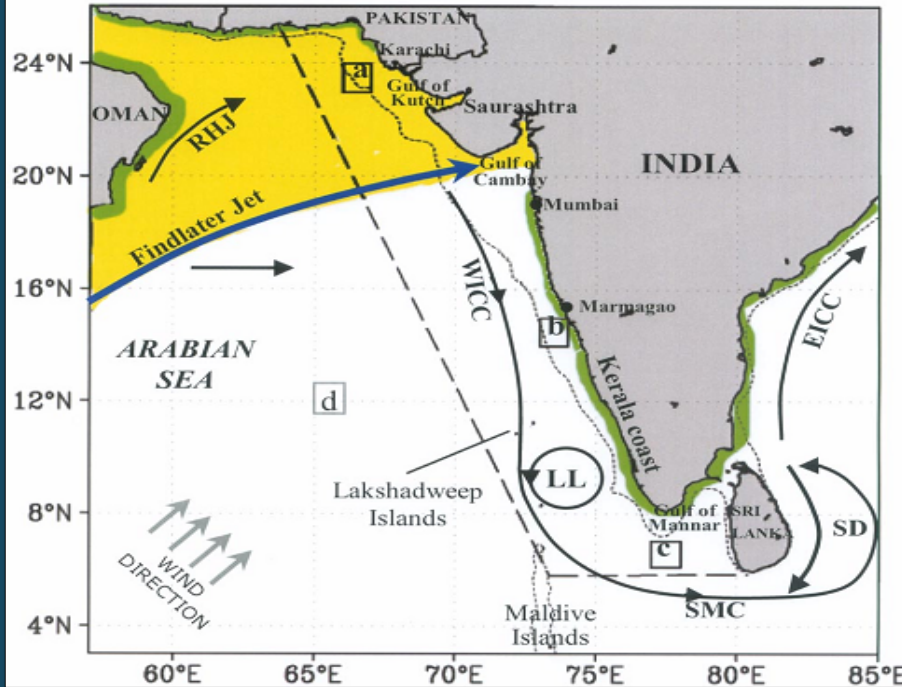 PAKISTAN
Karachi
24°N
a
Gulf of
Kutch
OMAN
RHJ
Saurashtra
INDIA
20°N
Gulf of
Cambay
Findlater Jet
Mumbai
WICC
16°N
Marmagao
b
EICC
ARABIAN
SEA
d
12°N
Kerala coast
LL
Lakshadweep
Islands
8°N
Gulf of
Mannar
SRI
LANKA
SD
c
WIND
DIRECTION
SMC
Maldive
Islands
4°N
60°E
65°E
70°E
75°E
80°E
85°E